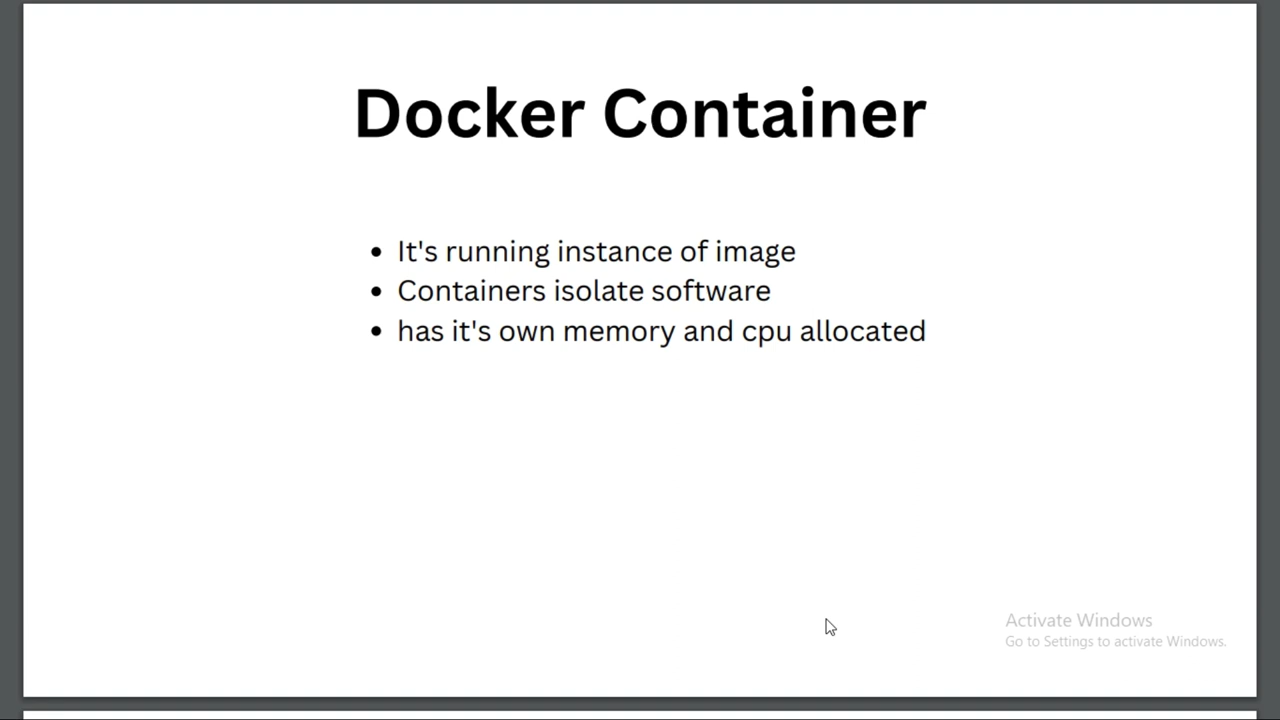 Docker Container
• It's running instance of image
• Containers isolate software
• has it's own memory and cpu allocated
Activate Windows
Go to Settings to activate Windows.